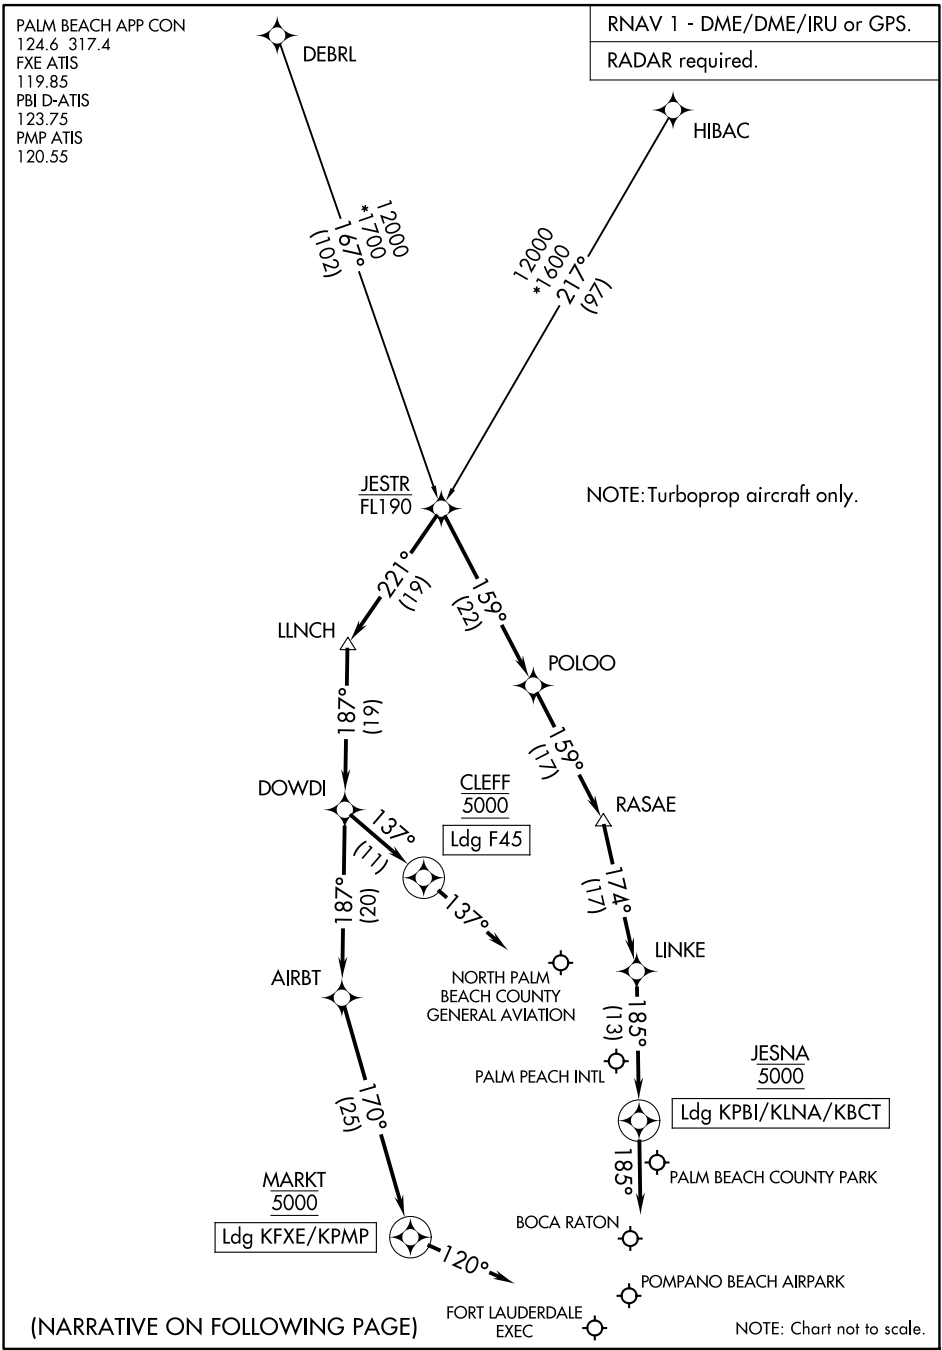 PALM BEACH APP CON
124.6 317.4
FXE ATIS
119.85
PBI D-ATIS
123.75
PMP ATIS
120.55
RNAV 1 - DME/DME/IRU or GPS.
RADAR required.
DEBRL
HIBAC
12000
*1700
167°
(102)
12000
*1600
217°
(97)
JESTR
FL190
NOTE: Turboprop aircraft only.
221°
(19)
159°
(22)
LLNCH
POLOO
187°
(19)
159°
(17)
DOWDI
CLEFF
5000
Ldg F45
RASAE
137°
(11)
187°
(20)
137°
174°
(17)
AIRBT
NORTH PALM
BEACH COUNTY
GENERAL AVIATION
LINKE
185°
(13)
PALM PEACH INTL
JESNA
5000
Ldg KPBI/KLNA/KBCT
170°
(25)
185°
PALM BEACH COUNTY PARK
MARKT
5000
Ldg KFXE/KPMP
BOCA RATON
120°
POMPANO BEACH AIRPARK
FORT LAUDERDALE
EXEC
(NARRATIVE ON FOLLOWING PAGE)
NOTE: Chart not to scale.